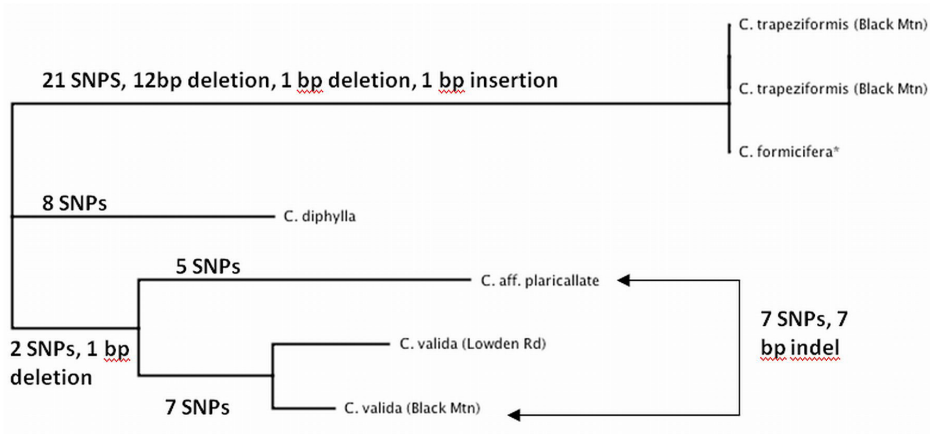 C. trapeziformis (Black Mtn)
21 SNPS, 12bp deletion, 1 bp deletion, 1 bp insertion
C. trapeziformis (Black Mtn)
C. formicifera*
8 SNPs
C. diphylla
5 SNPs
C. aff. plaricallate
7 SNPs, 7
bp indel
2 SNPs, 1 bp
deletion
C. valida (Lowden Rd)
7 SNPs
C. valida (Black Mtn)